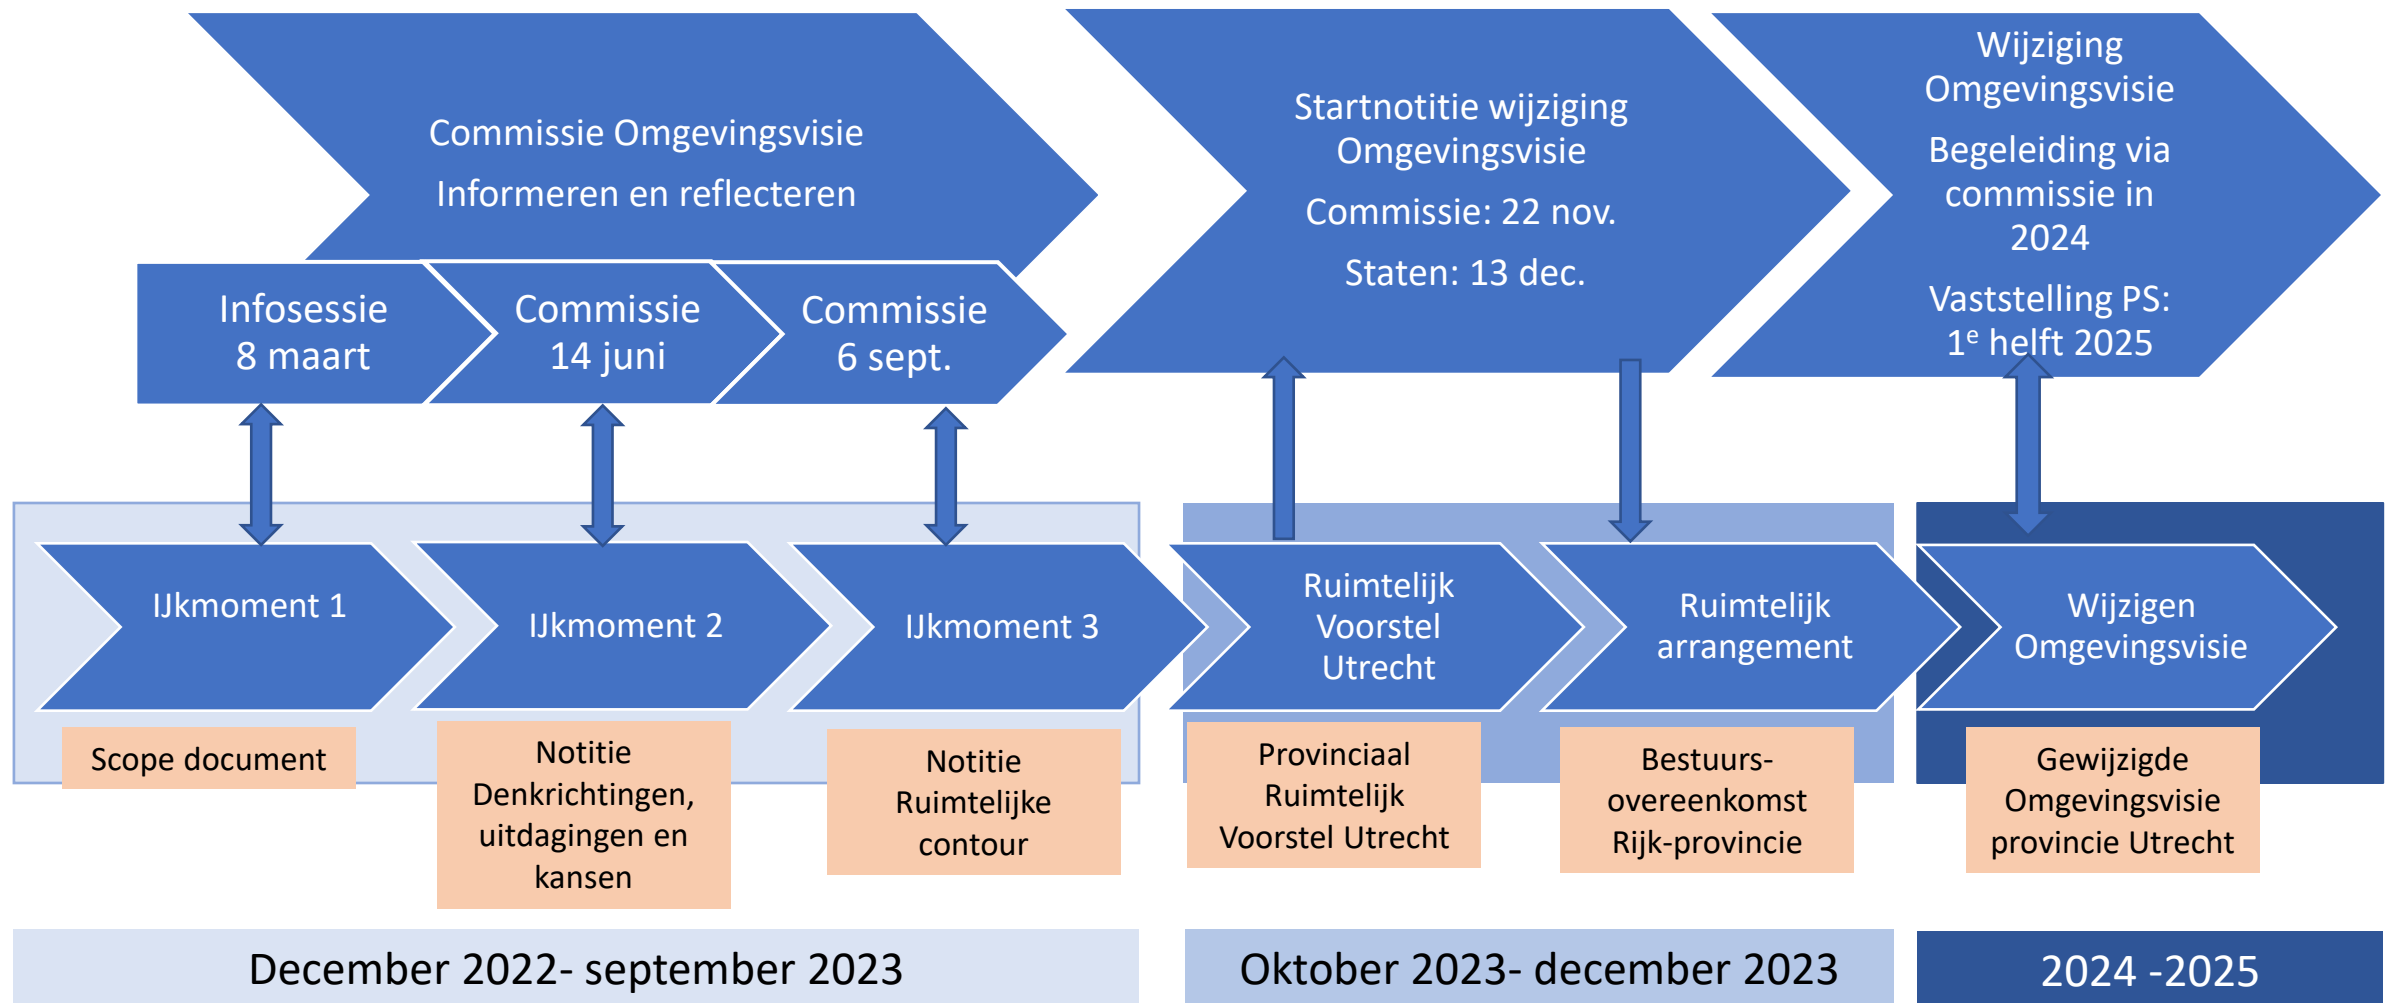 Commissie Omgevingsvisie
Informeren en reflecteren
Startnotitie wijziging
Omgevingsvisie
Commissie: 22 nov.
Staten: 13 dec.
Wijziging
Omgevingsvisie
Begeleiding via
commissie in
2024
Vaststelling PS:
1e helft 2025
Infosessie
8 maart
Commissie
14 juni
Commissie
6 sept.
IJkmoment 1
IJkmoment 2
IJkmoment 3
Ruimtelijk
Voorstel
Utrecht
Ruimtelijk
arrangement
Wijzigen
Omgevingsvisie
Scope document
Notitie
Denkrichtingen,
uitdagingen en
kansen
Notitie
Ruimtelijke
contour
Provinciaal
Ruimtelijk
Voorstel Utrecht
Bestuurs-
overeenkomst
Rijk-provincie
Gewijzigde
Omgevingsvisie
provincie Utrecht
December 2022- september 2023
Oktober 2023- december 2023
2024 -2025